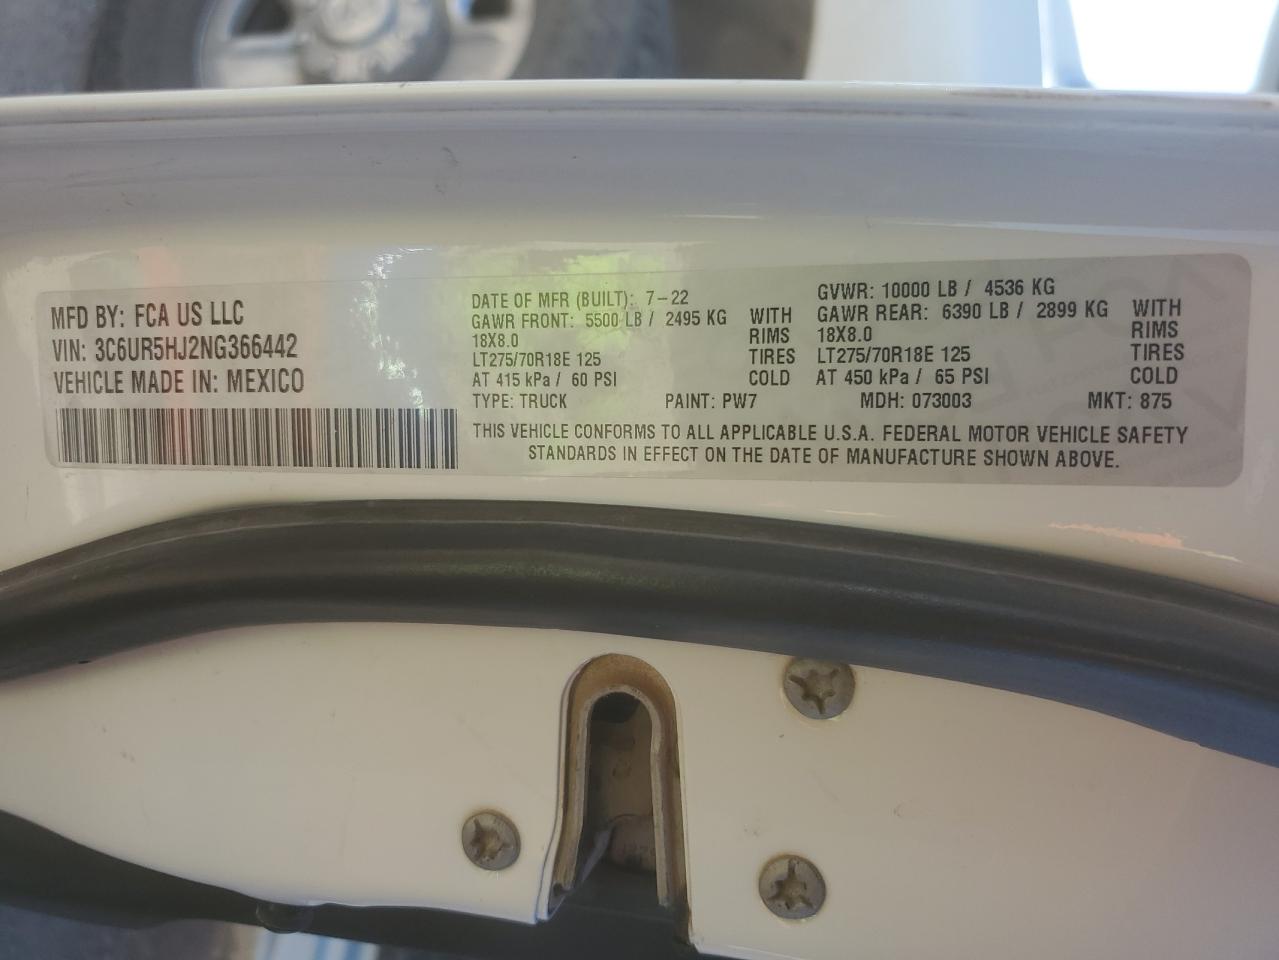 MFD BY: FCA US LLC
VIN: 3C6UR5HJ2NG366442
VEHICLE MADE IN: MEXICO
DATE OF MFR (BUILT): 7-22
GAWR FRONT: 5500 LB / 2495 KG WITH
18X8.0 RIMS
LT275/70R18E 125 TIRES
AT 415 kPa / 60 PSI COLD
GVWR: 10000 LB / 4536 KG
GAWR REAR: 6390 LB / 2899 KG WITH
18X8.0 RIMS
LT275/70R18E 125 TIRES
AT 450 kPa / 65 PSI COLD
TYPE: TRUCK PAINT: PW7 MDH: 073003 MKT: 875
THIS VEHICLE CONFORMS TO ALL APPLICABLE U.S.A. FEDERAL MOTOR VEHICLE SAFETY
STANDARDS IN EFFECT ON THE DATE OF MANUFACTURE SHOWN ABOVE.